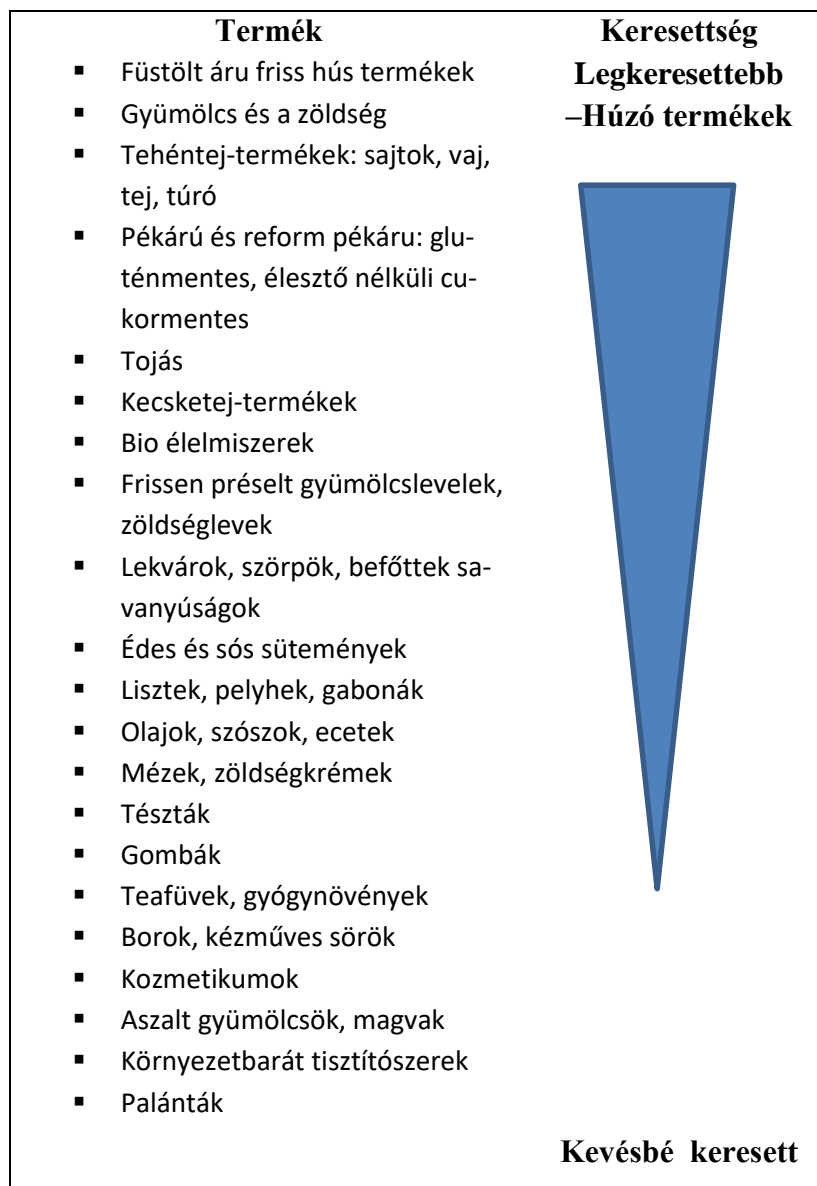 Termék
▪ Füstölt áru friss hús termékek
▪ Gyümölcs és a zöldség
▪ Tehéntej-termékek: sajtok, vaj,
tej, túró
▪ Pékárú és reform pékáru: glu-
ténmentes, élesztő nélküli cu-
kormentes
▪ Tojás
▪ Kecsketej-termékek
▪ Bio élelmiszerek
▪ Frissen préselt gyümölcslevelek,
zöldséglevek
▪ Lekvárok, szörpök, befőttek sa-
vanyúságok
▪ Édes és sós sütemények
▪ Lisztek, pelyhek, gabonák
▪ Olajok, szószok, ecetek
▪ Mézek, zöldségkrémek
▪ Tészták
▪ Gombák
▪ Teafüvek, gyógynövények
▪ Borok, kézműves sörök
▪ Kozmetikumok
▪ Aszalt gyümölcsök, magvak
▪ Környezetbarát tisztítószerek
▪ Palánták
Keresettség
Legkeresettebb
–Húzó termékek
Kevésbé keresett